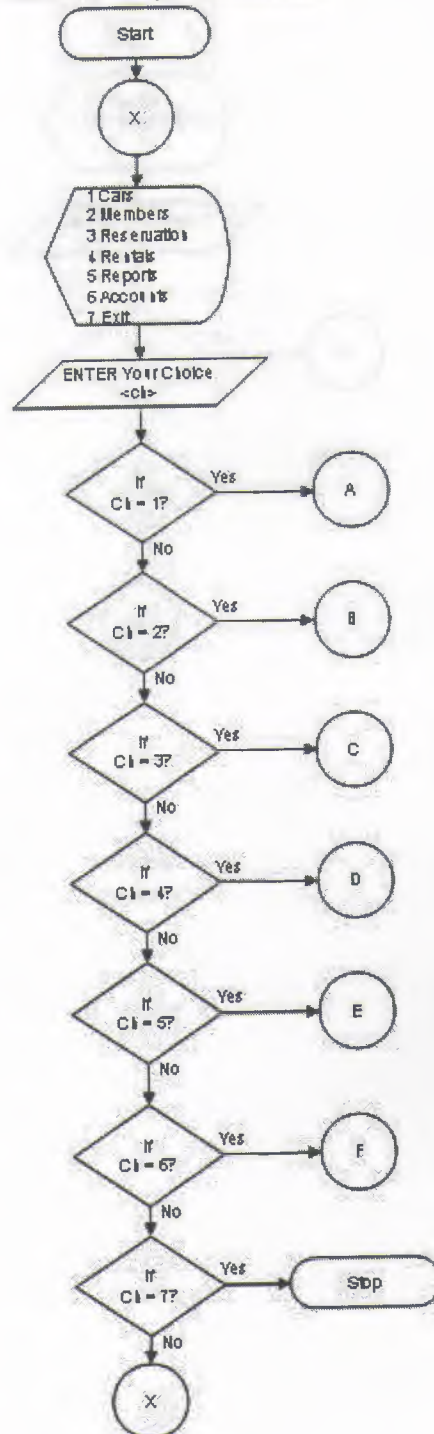 Start
X
1 Cars
2 Members
3 Reservation
4 Rentals
5 Reports
6 Accounts
7 Exit
ENTER Your Choice
<ch>
If
Ch = 1?
Yes
A
No
If
Ch = 2?
Yes
B
No
If
Ch = 3?
Yes
C
No
If
Ch = 4?
Yes
D
No
If
Ch = 5?
Yes
E
No
If
Ch = 6?
Yes
F
No
If
Ch = 7?
Yes
Stop
No
X